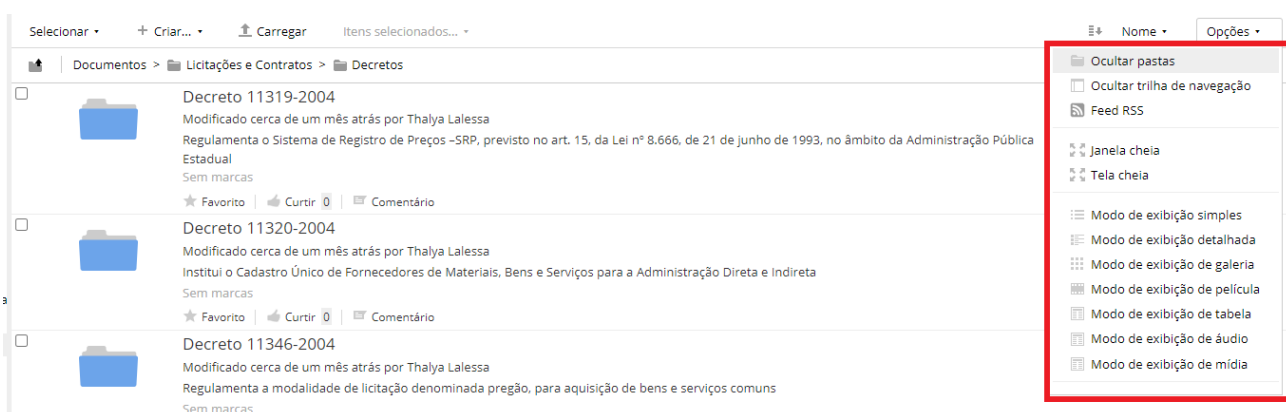 Selecionar
+ Criar...
Carregar
Itens selecionados...
Nome
Opções
Documentos > Licitações e Contratos > Decretos
Decreto 11319-2004
Modificado cerca de um mês atrás por Thalya Lalessa
Regulamenta o Sistema de Registro de Preços –SRP, previsto no art. 15, da Lei nº 8.666, de 21 de junho de 1993, no âmbito da Administração Pública
Estadual
Sem marcas
Favorito
Curtir 0
Comentário
Decreto 11320-2004
Modificado cerca de um mês atrás por Thalya Lalessa
Institui o Cadastro Único de Fornecedores de Materiais, Bens e Serviços para a Administração Direta e Indireta
Sem marcas
Favorito
Curtir 0
Comentário
Decreto 11346-2004
Modificado cerca de um mês atrás por Thalya Lalessa
Regulamenta a modalidade de licitação denominada pregão, para aquisição de bens e serviços comuns
Sem marcas
Ocultar pastas
Ocultar trilha de navegação
Feed RSS
Janela cheia
Tela cheia
Modo de exibição simples
Modo de exibição detalhada
Modo de exibição de galeria
Modo de exibição de película
Modo de exibição de tabela
Modo de exibição de áudio
Modo de exibição de mídia